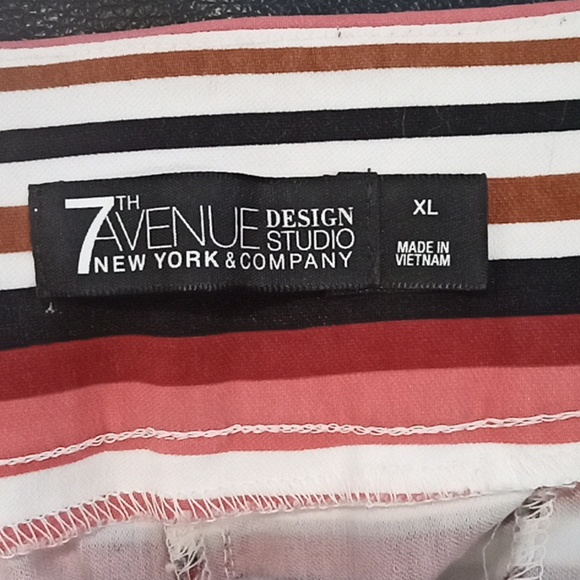 7TH AVENUE DESIGN STUDIO
NEW YORK & COMPANY
XL
MADE IN
VIETNAM